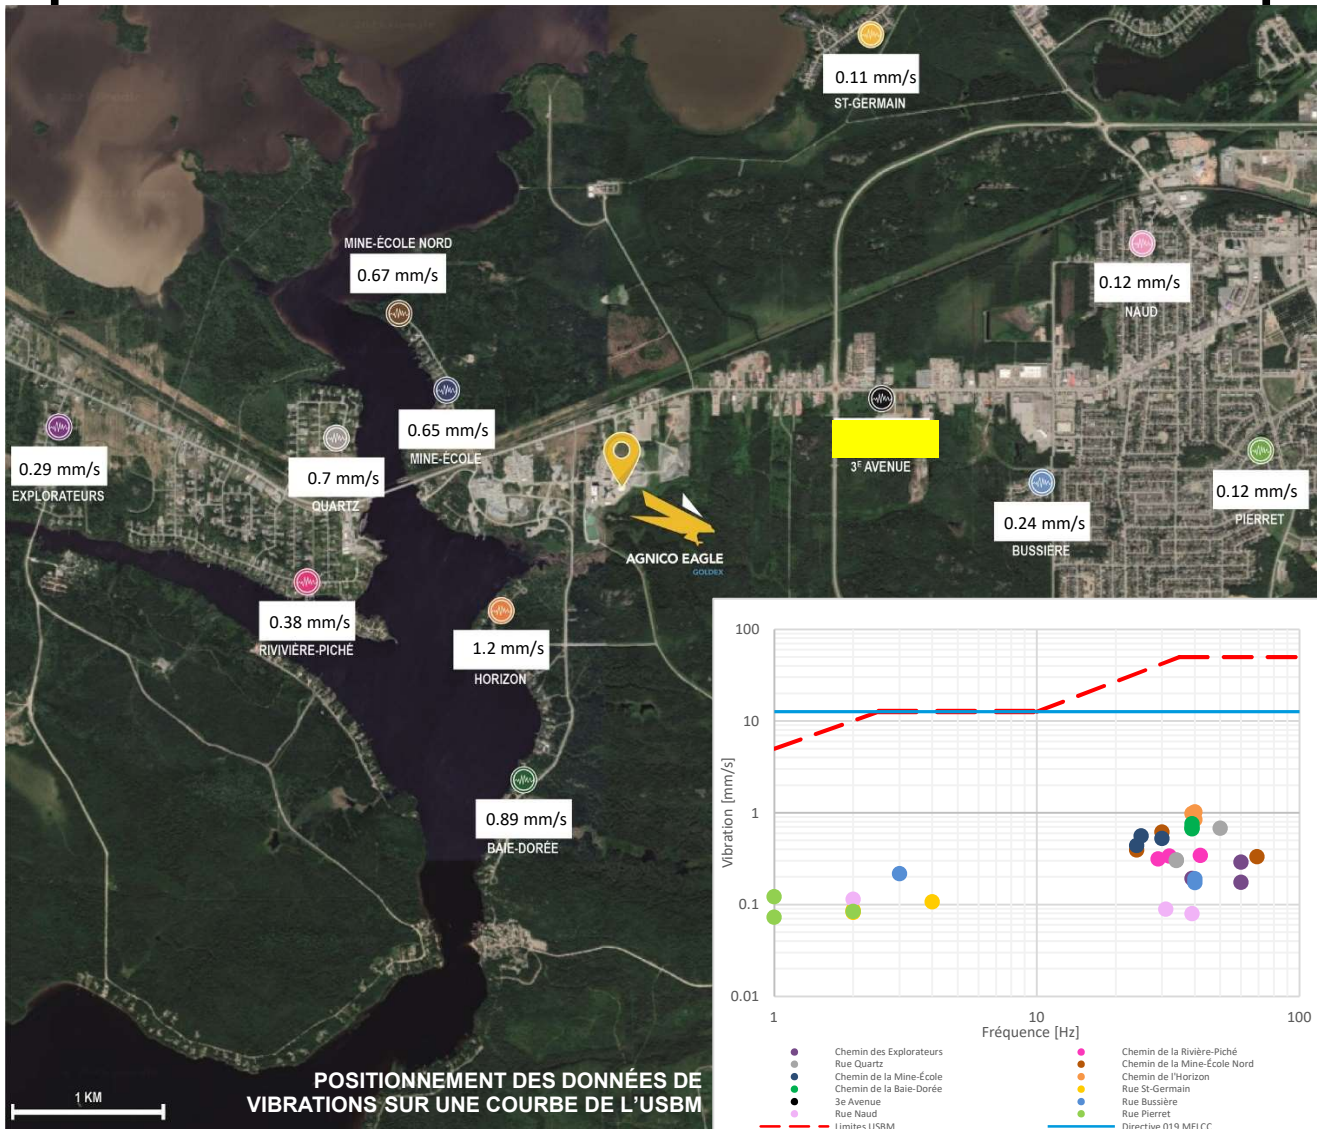 0.11 mm/s
ST-GERMAIN
MINE-ÉCOLE NORD
0.67 mm/s
0.12 mm/s
NAUD
0.65 mm/s
MINE-ÉCOLE
0.29 mm/s
EXPLORATEURS
0.7 mm/s
QUARTZ
3E AVENUE
0.12 mm/s
PIERRET
0.24 mm/s
BUSSIÈRE
AGNICO EAGLE
GOLDEX
0.38 mm/s
RIVIVIÈRE-PICHÉ
1.2 mm/s
HORIZON
0.89 mm/s
BAIE-DORÉE
POSITIONNEMENT DES DONNÉES DE
VIBRATIONS SUR UNE COURBE DE L'USBM
1 KM
Vibration [mm/s]
100
10
1
0.1
0.01
1
10
100
Fréquence [Hz]
Chemin des Explorateurs
Chemin de la Rivière-Piché
Rue Quartz
Chemin de la Mine-École Nord
Chemin de la Mine-École
Chemin de l'Horizon
Chemin de la Baie-Dorée
Rue St-Germain
3e Avenue
Rue Bussière
Rue Naud
Rue Pierret
Limites USBM
Directive 019 MELCC